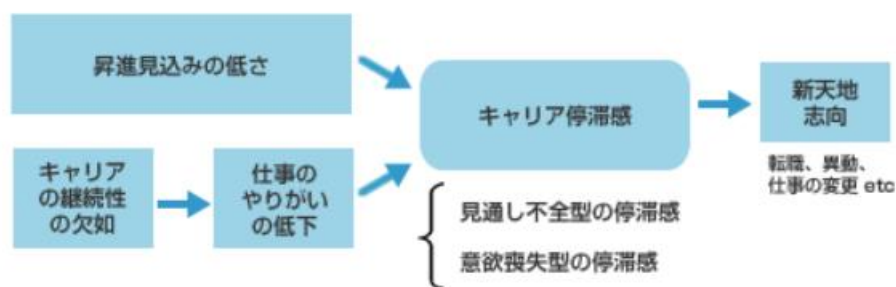 昇進見込みの低さ
キャリア
の継続性
の欠如
仕事の
やりがい
の低下
キャリア停滞感
見通し不全型の停滞感
意欲喪失型の停滞感
新天地
志向
転職、異動、
仕事の変更 etc